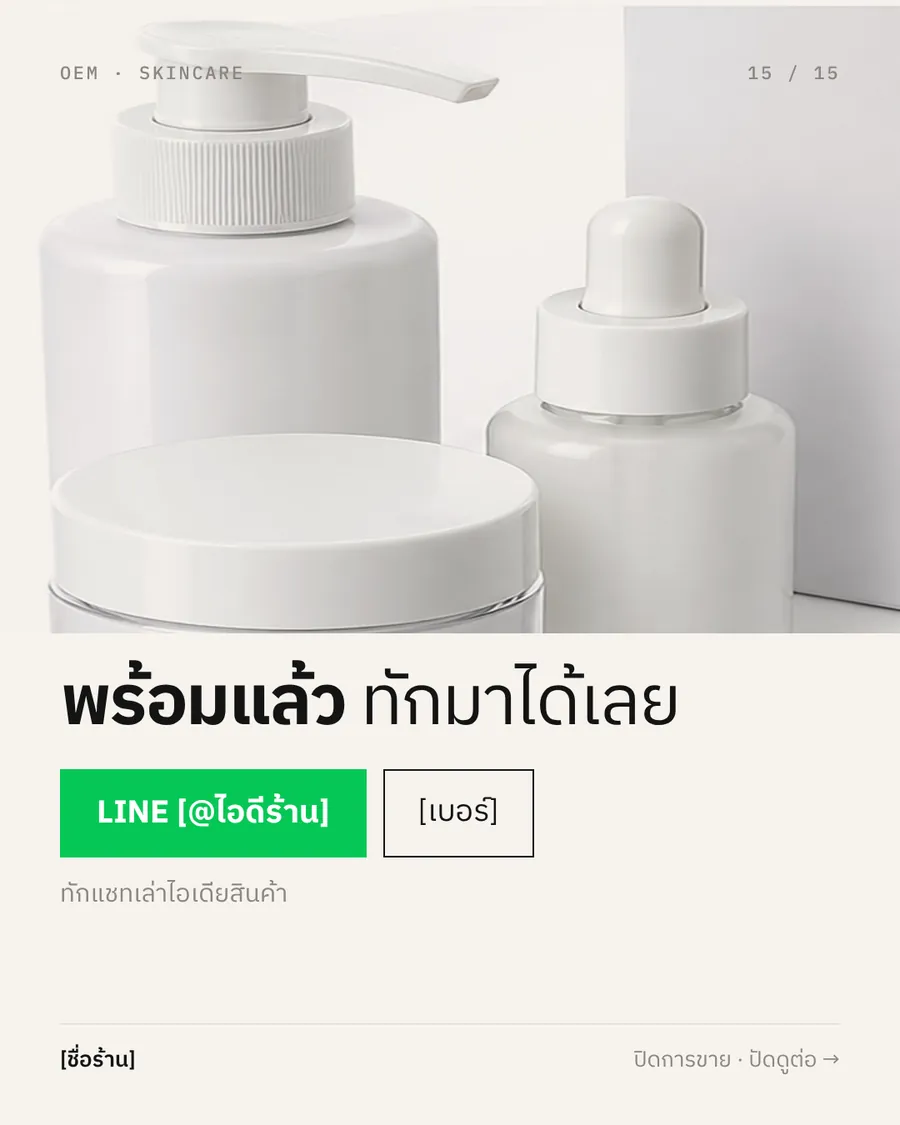 OEM · SKINCARE
15 / 15
พร้อมแล้ว ทักมาได้เลย
LINE [@ไอดีร้าน]
[เบอร์]
ทักแชทเล่าไอเดียสินค้า
[ชื่อร้าน]
ปิดการขาย · ปัดดูต่อ →